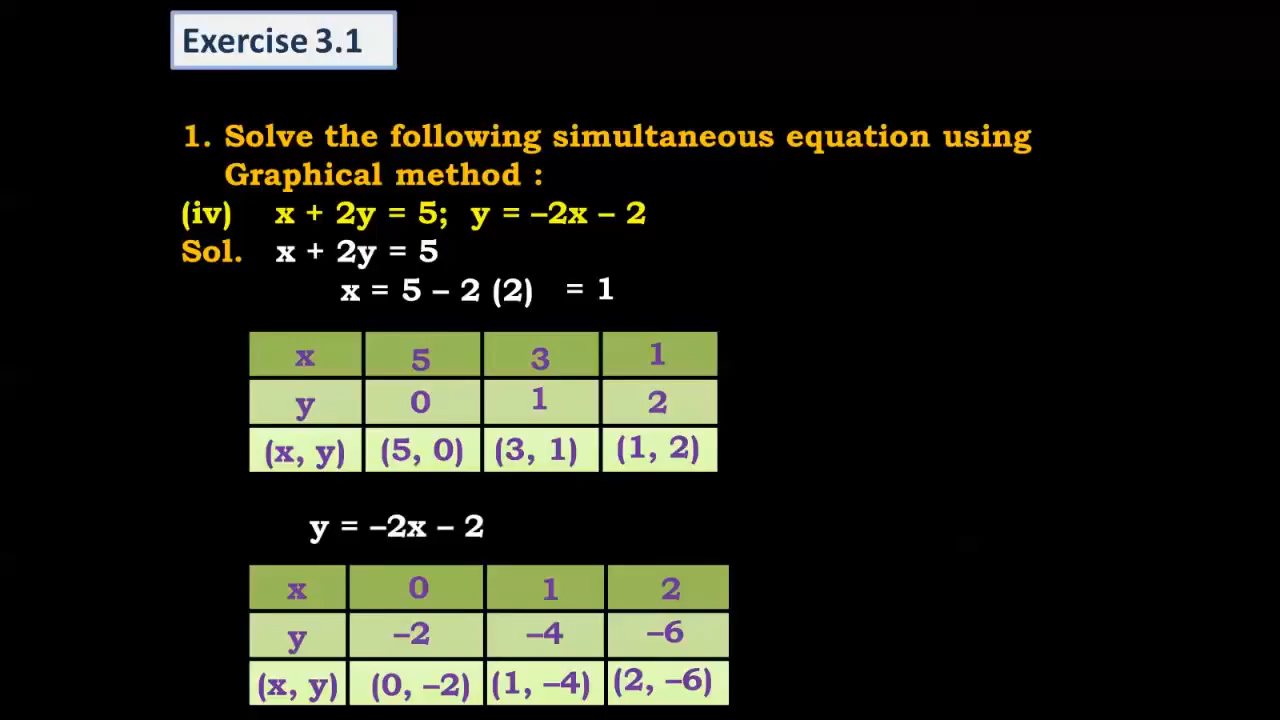 Exercise 3.1
1. Solve the following simultaneous equation using
Graphical method :
(iv) x + 2y = 5; y = –2x – 2
Sol. x + 2y = 5
x = 5 – 2 (2) = 1
x 5 3 1
y 0 1 2
(x, y) (5, 0) (3, 1) (1, 2)
y = –2x – 2
x 0 1 2
y –2 –4 –6
(x, y) (0, –2) (1, –4) (2, –6)